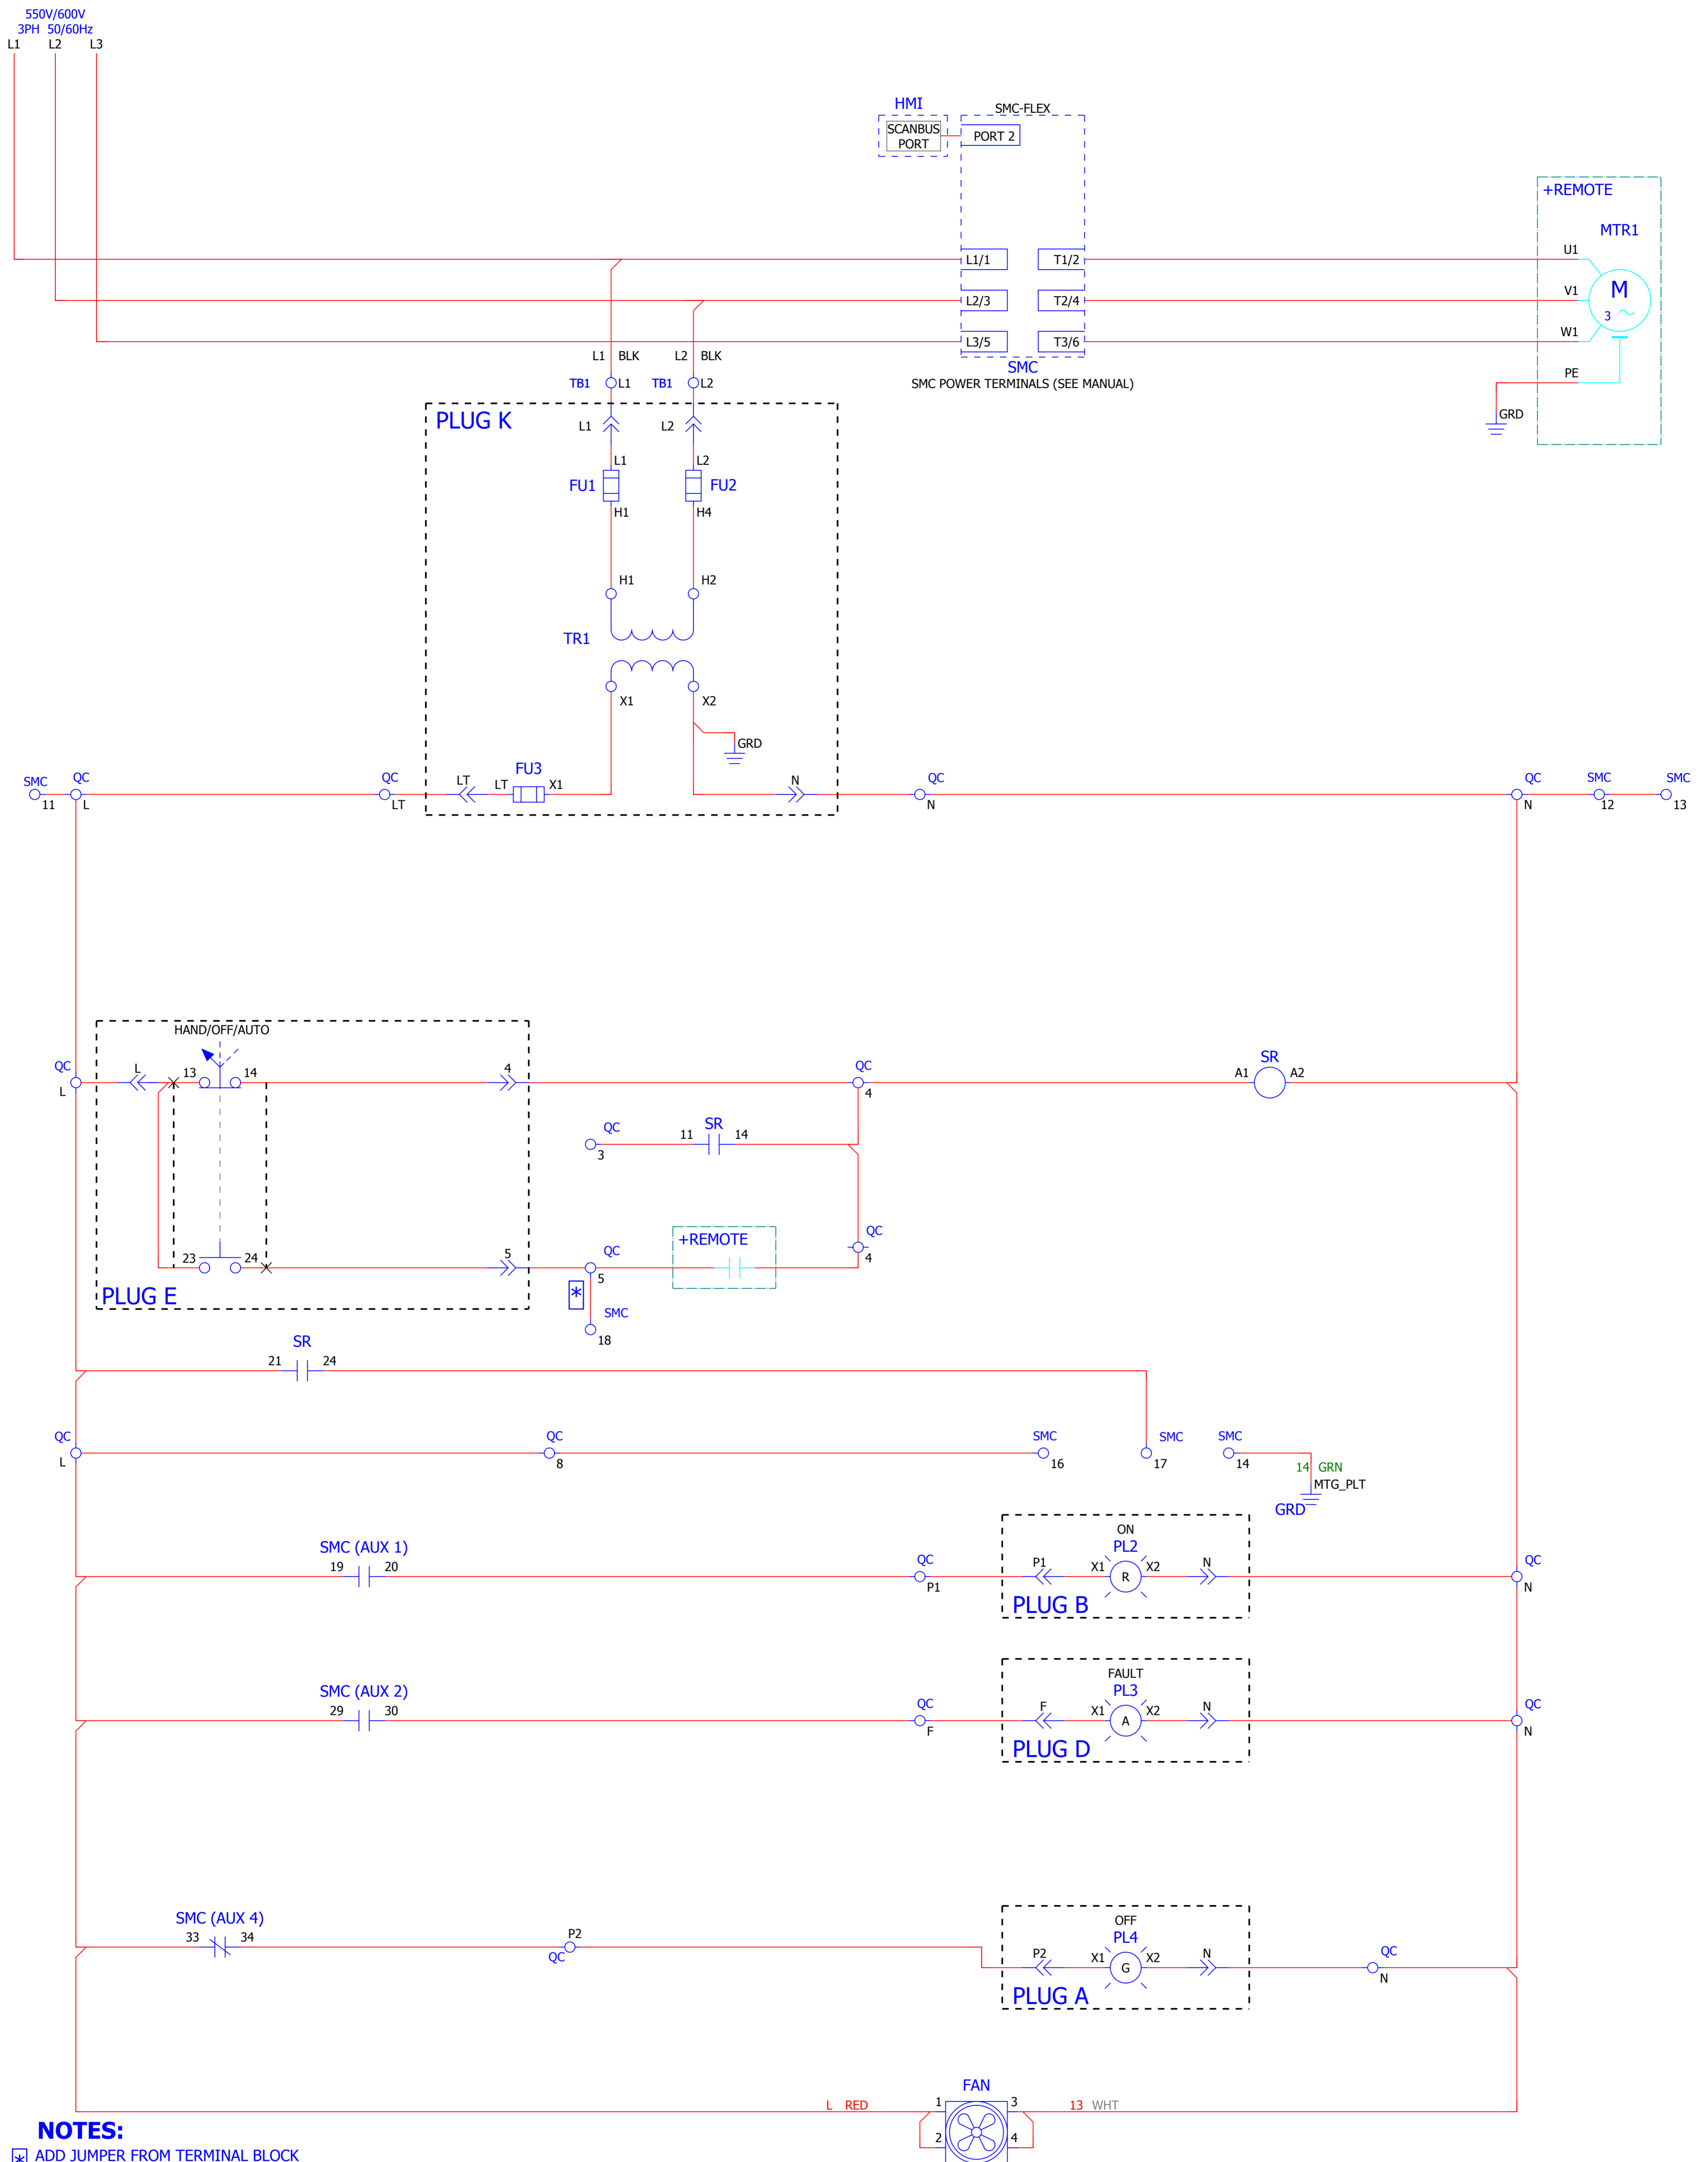 550V/600V
3PH 50/60Hz
L1 L2 L3
HMI
SMC-FLEX
SCANBUS
PORT
PORT 2
+REMOTE
MTR1
U1
L1/1 T1/2
V1
M
3
L2/3 T2/4
W1
L3/5 T3/6
L1 BLK L2 BLK
SMC
SMC POWER TERMINALS (SEE MANUAL)
PE
TB1 L1 TB1 L2
GRD
PLUG K
L1 L2
L1 L2
FU1 FU2
H1 H4
H1 H2
TR1
X1 X2
GRD
FU3
SMC QC QC LT LT X1 N QC QC SMC SMC
11 L LT N N 12 13
HAND/OFF/AUTO
QC L 13 14 4 QC SR
A1 A2
L 4
QC SR
11 14
3
QC
+REMOTE
QC
4
23 24 5
5
PLUG E
*
SMC
18
SR
21 24
QC QC SMC SMC SMC
L 8 16 17 14
14 GRN
MTG_PLT
GRD
ON
SMC (AUX 1) PL2
19 20 QC P1 X1 R X2 N QC
P1 N
PLUG B
FAULT
SMC (AUX 2) PL3
29 30 QC F X1 A X2 N QC
F N
PLUG D
SMC (AUX 4) OFF
33 34 P2 PL4
QC P2 X1 G X2 N QC
N
PLUG A
FAN
L RED 1 3 13 WHT
NOTES:
2 4
* ADD JUMPER FROM TERMINAL BLOCK